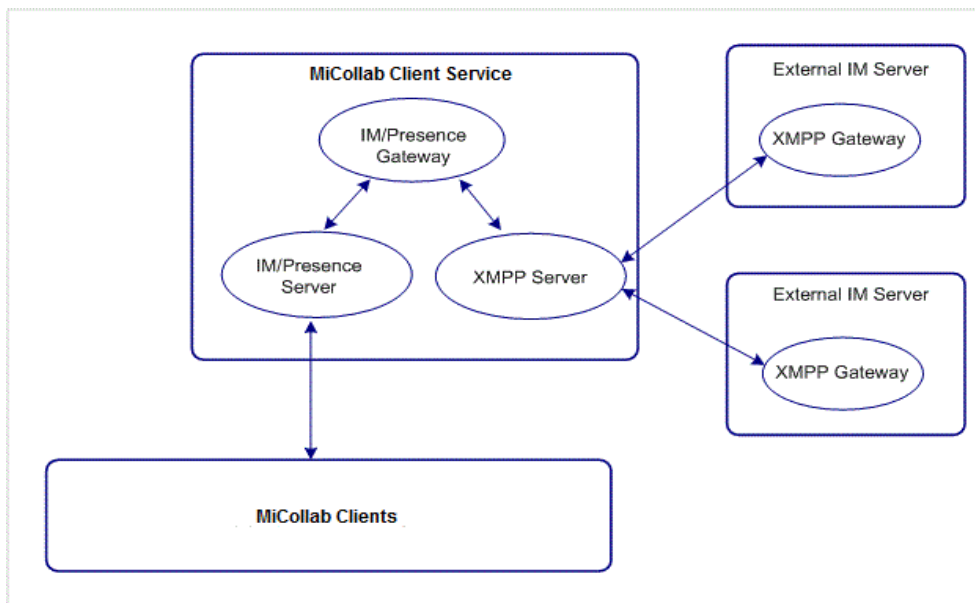 MiCollab Client Service
IM/Presence
Gateway
IM/Presence
Server
XMPP Server
External IM Server
XMPP Gateway
External IM Server
XMPP Gateway
MiCollab Clients